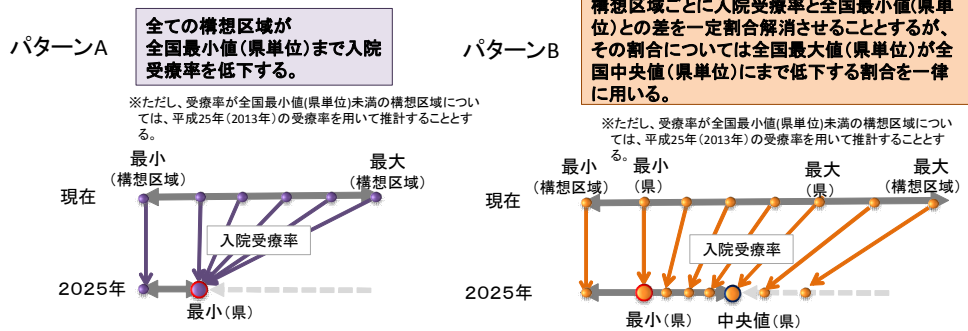 パターンA
全ての構想区域が
全国最小値(県単位)まで入院
受療率を低下する。
※ただし、受療率が全国最小値(県単位)未満の構想区域につい
ては、平成25年(2013年)の受療率を用いて推計することとす
る。
最小
(構想区域)
最大
(構想区域)
現在
入院受療率
2025年
最小(県)
パターンB
構想区域ごとに入院受療率と全国最小値(県単
位)との差を一定割合解消させることとするが、
その割合については全国最大値(県単位)が全
国中央値(県単位)にまで低下する割合を一律
に用いる。
※ただし、受療率が全国最小値(県単位)未満の構想区域につい
ては、平成25年(2013年)の受療率を用いて推計することとす
る。
最小
(構想区域)
最小
(県)
最大
(県)
最大
(構想区域)
現在
入院受療率
2025年
最小(県)
中央値(県)